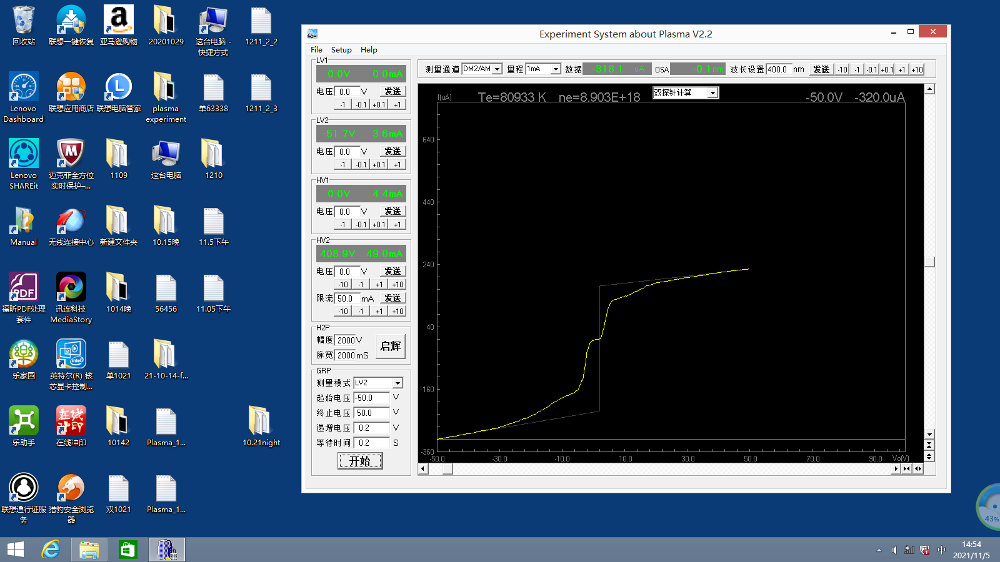 回收站
联想一键恢复
亚马逊购物
20201029
这台电脑 -
快捷方式
1211_2_2
Lenovo
Dashboard
联想应用商店
联想电脑管家
plasma
experiment
单63338
1211_2_3
Lenovo
SHAREit
迈克菲全方位
实时保护–...
1109
这台电脑
1210
Manual
无线连接中心
新建文件夹
10.15晚
11.5下午
福昕PDF处理
套件
讯连科技
MediaStory
1014晚
56456
11.05下午
乐家园
英特尔(R) 核
芯显卡控制...
单1021
21-10-14-f...
乐助手
在线冲印
10142
Plasma_1...
10.21night
联想通行证服
务
猎豹安全浏览
器
双1021
Plasma_1...
Experiment System about Plasma V2.2
File Setup Help
LV1
0.0V 0.0mA
电压 0.0 V 发送
-1 -0.1 +0.1 +1
LV2
-51.7V 3.6mA
电压 0.0 V 发送
-1 -0.1 +0.1 +1
HV1
0.0V 4.4mA
电压 0.0 V 发送
-1 -0.1 +0.1 +1
HV2
408.9V 49.0mA
电压 0.0 V 发送
-10 -1 +1 +10
限流 50.0 mA 发送
-10 -1 +1 +10
H2P
幅度 2000 V
脉宽 2000 mS
启辉
GRP
测量模式 LV2
起始电压 -50.0 V
终止电压 50.0 V
递增电压 0.2 V
等待时间 0.2 S
开始
测量通道 DM2/AM 量程 1mA 数据 -318.1 uA OSA -0.1nm 波长设置 400.0 nm 发送 -10 -1 -0.1 +0.1 +1 +10
I(uA) Te=80933 K ne=8.903E+18 双探针计算 -50.0V -320.0uA
640
440
240
40
-160
-360
-50.0 -30.0 -10.0 10.0 30.0 50.0 70.0 90.0 Vo(V)
43%
中
14:54
2021/11/5